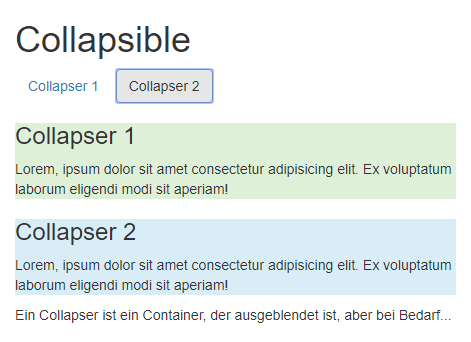 Collapsible
Collapser 1 Collapser 2
Collapser 1
Lorem, ipsum dolor sit amet consectetur adipisicing elit. Ex voluptatum
laborum eligendi modi sit aperiam!
Collapser 2
Lorem, ipsum dolor sit amet consectetur adipisicing elit. Ex voluptatum
laborum eligendi modi sit aperiam!
Ein Collapser ist ein Container, der ausgeblendet ist, aber bei Bedarf...